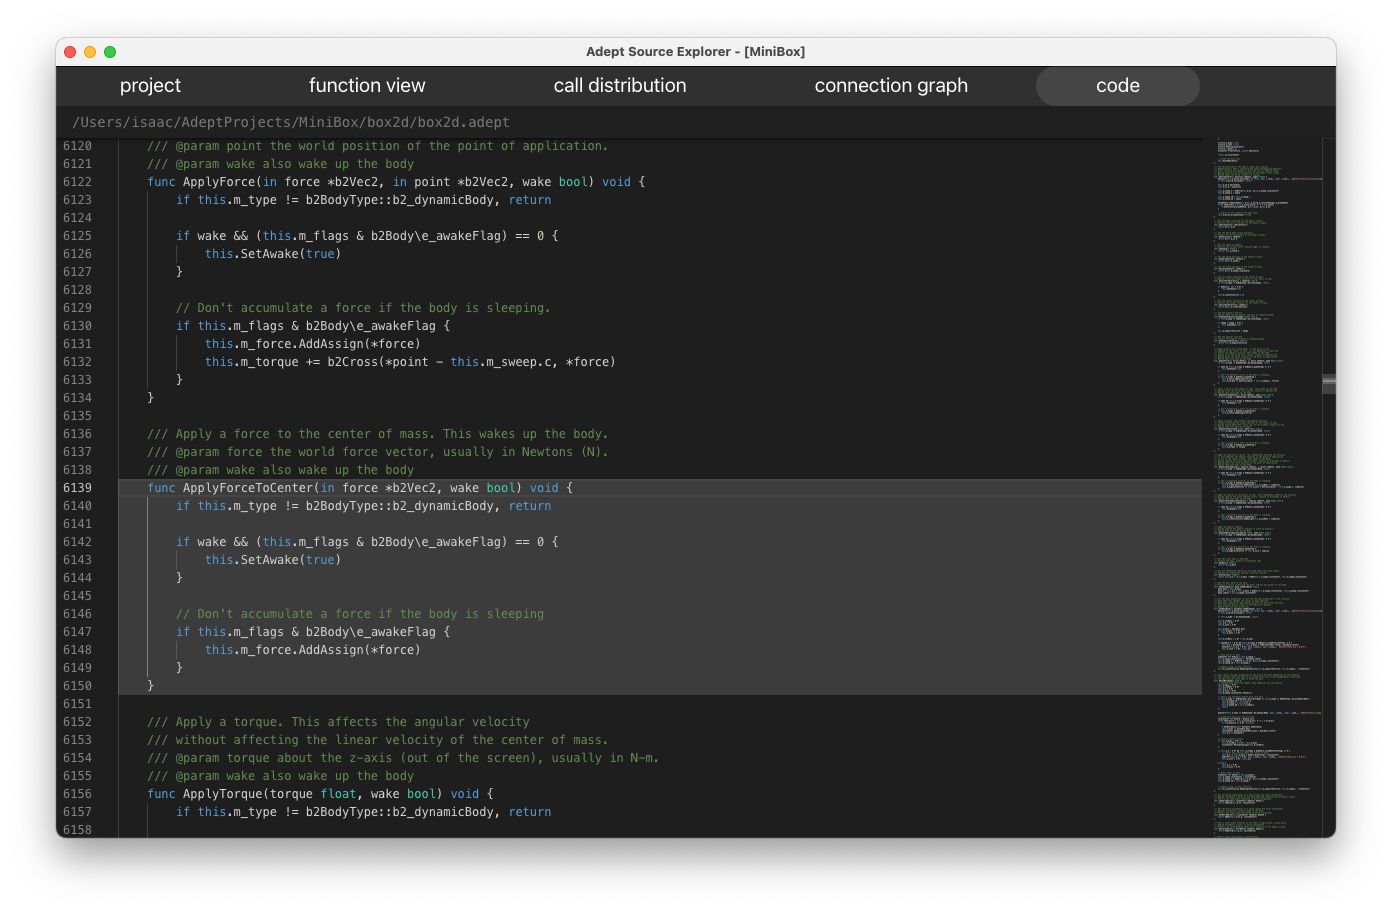 Adept Source Explorer - [MiniBox]
project function view call distribution connection graph code
/Users/isaac/AdeptProjects/MiniBox/box2d/box2d.adept
6120 /// @param point the world position of the point of application.
6121 /// @param wake also wake up the body
6122 func ApplyForce(in force *b2Vec2, in point *b2Vec2, wake bool) void {
6123 if this.m_type != b2BodyType::b2_dynamicBody, return
6124
6125 if wake && (this.m_flags & b2Body\e_awakeFlag) == 0 {
6126 this.SetAwake(true)
6127 }
6128
6129 // Don't accumulate a force if the body is sleeping.
6130 if this.m_flags & b2Body\e_awakeFlag {
6131 this.m_force.AddAssign(*force)
6132 this.m_torque += b2Cross(*point - this.m_sweep.c, *force)
6133 }
6134 }
6135
6136 /// Apply a force to the center of mass. This wakes up the body.
6137 /// @param force the world force vector, usually in Newtons (N).
6138 /// @param wake also wake up the body
6139 func ApplyForceToCenter(in force *b2Vec2, wake bool) void {
6140 if this.m_type != b2BodyType::b2_dynamicBody, return
6141
6142 if wake && (this.m_flags & b2Body\e_awakeFlag) == 0 {
6143 this.SetAwake(true)
6144 }
6145
6146 // Don't accumulate a force if the body is sleeping
6147 if this.m_flags & b2Body\e_awakeFlag {
6148 this.m_force.AddAssign(*force)
6149 }
6150 }
6151
6152 /// Apply a torque. This affects the angular velocity
6153 /// without affecting the linear velocity of the center of mass.
6154 /// @param torque about the z-axis (out of the screen), usually in N-m.
6155 /// @param wake also wake up the body
6156 func ApplyTorque(torque float, wake bool) void {
6157 if this.m_type != b2BodyType::b2_dynamicBody, return
6158